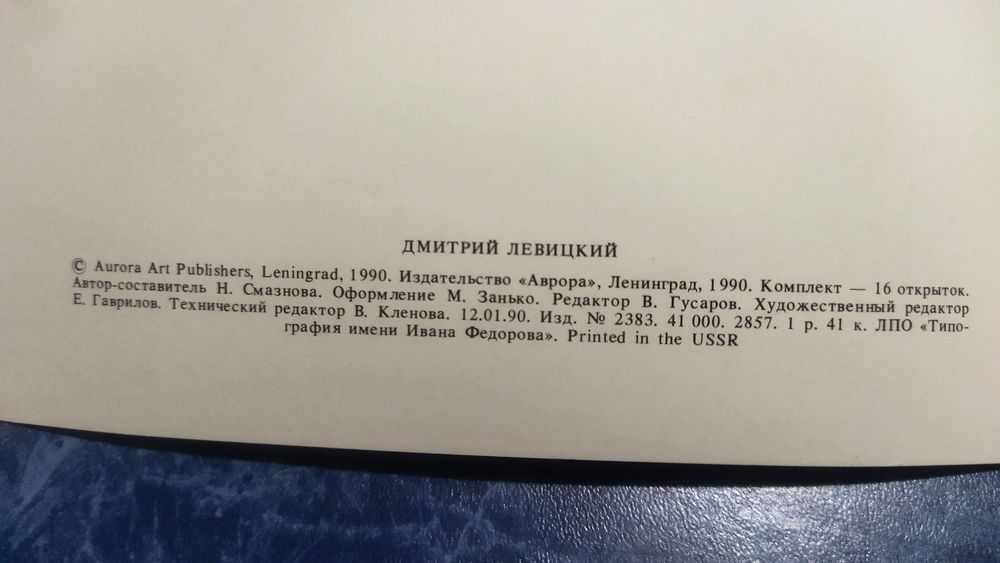 ДМИТРИЙ ЛЕВИЦКИЙ
© Aurora Art Publishers, Leningrad, 1990. Издательство «Аврора», Ленинград, 1990. Комплект — 16 открыток.
Автор-составитель Н. Смазнова. Оформление М. Занько. Редактор В. Гусаров. Художественный редактор
Е. Гаврилов. Технический редактор В. Кленова. 12.01.90. Изд. № 2383. 41 000. 2857. 1 р. 41 к. ЛПО «Типо-
графия имени Ивана Федорова». Printed in the USSR